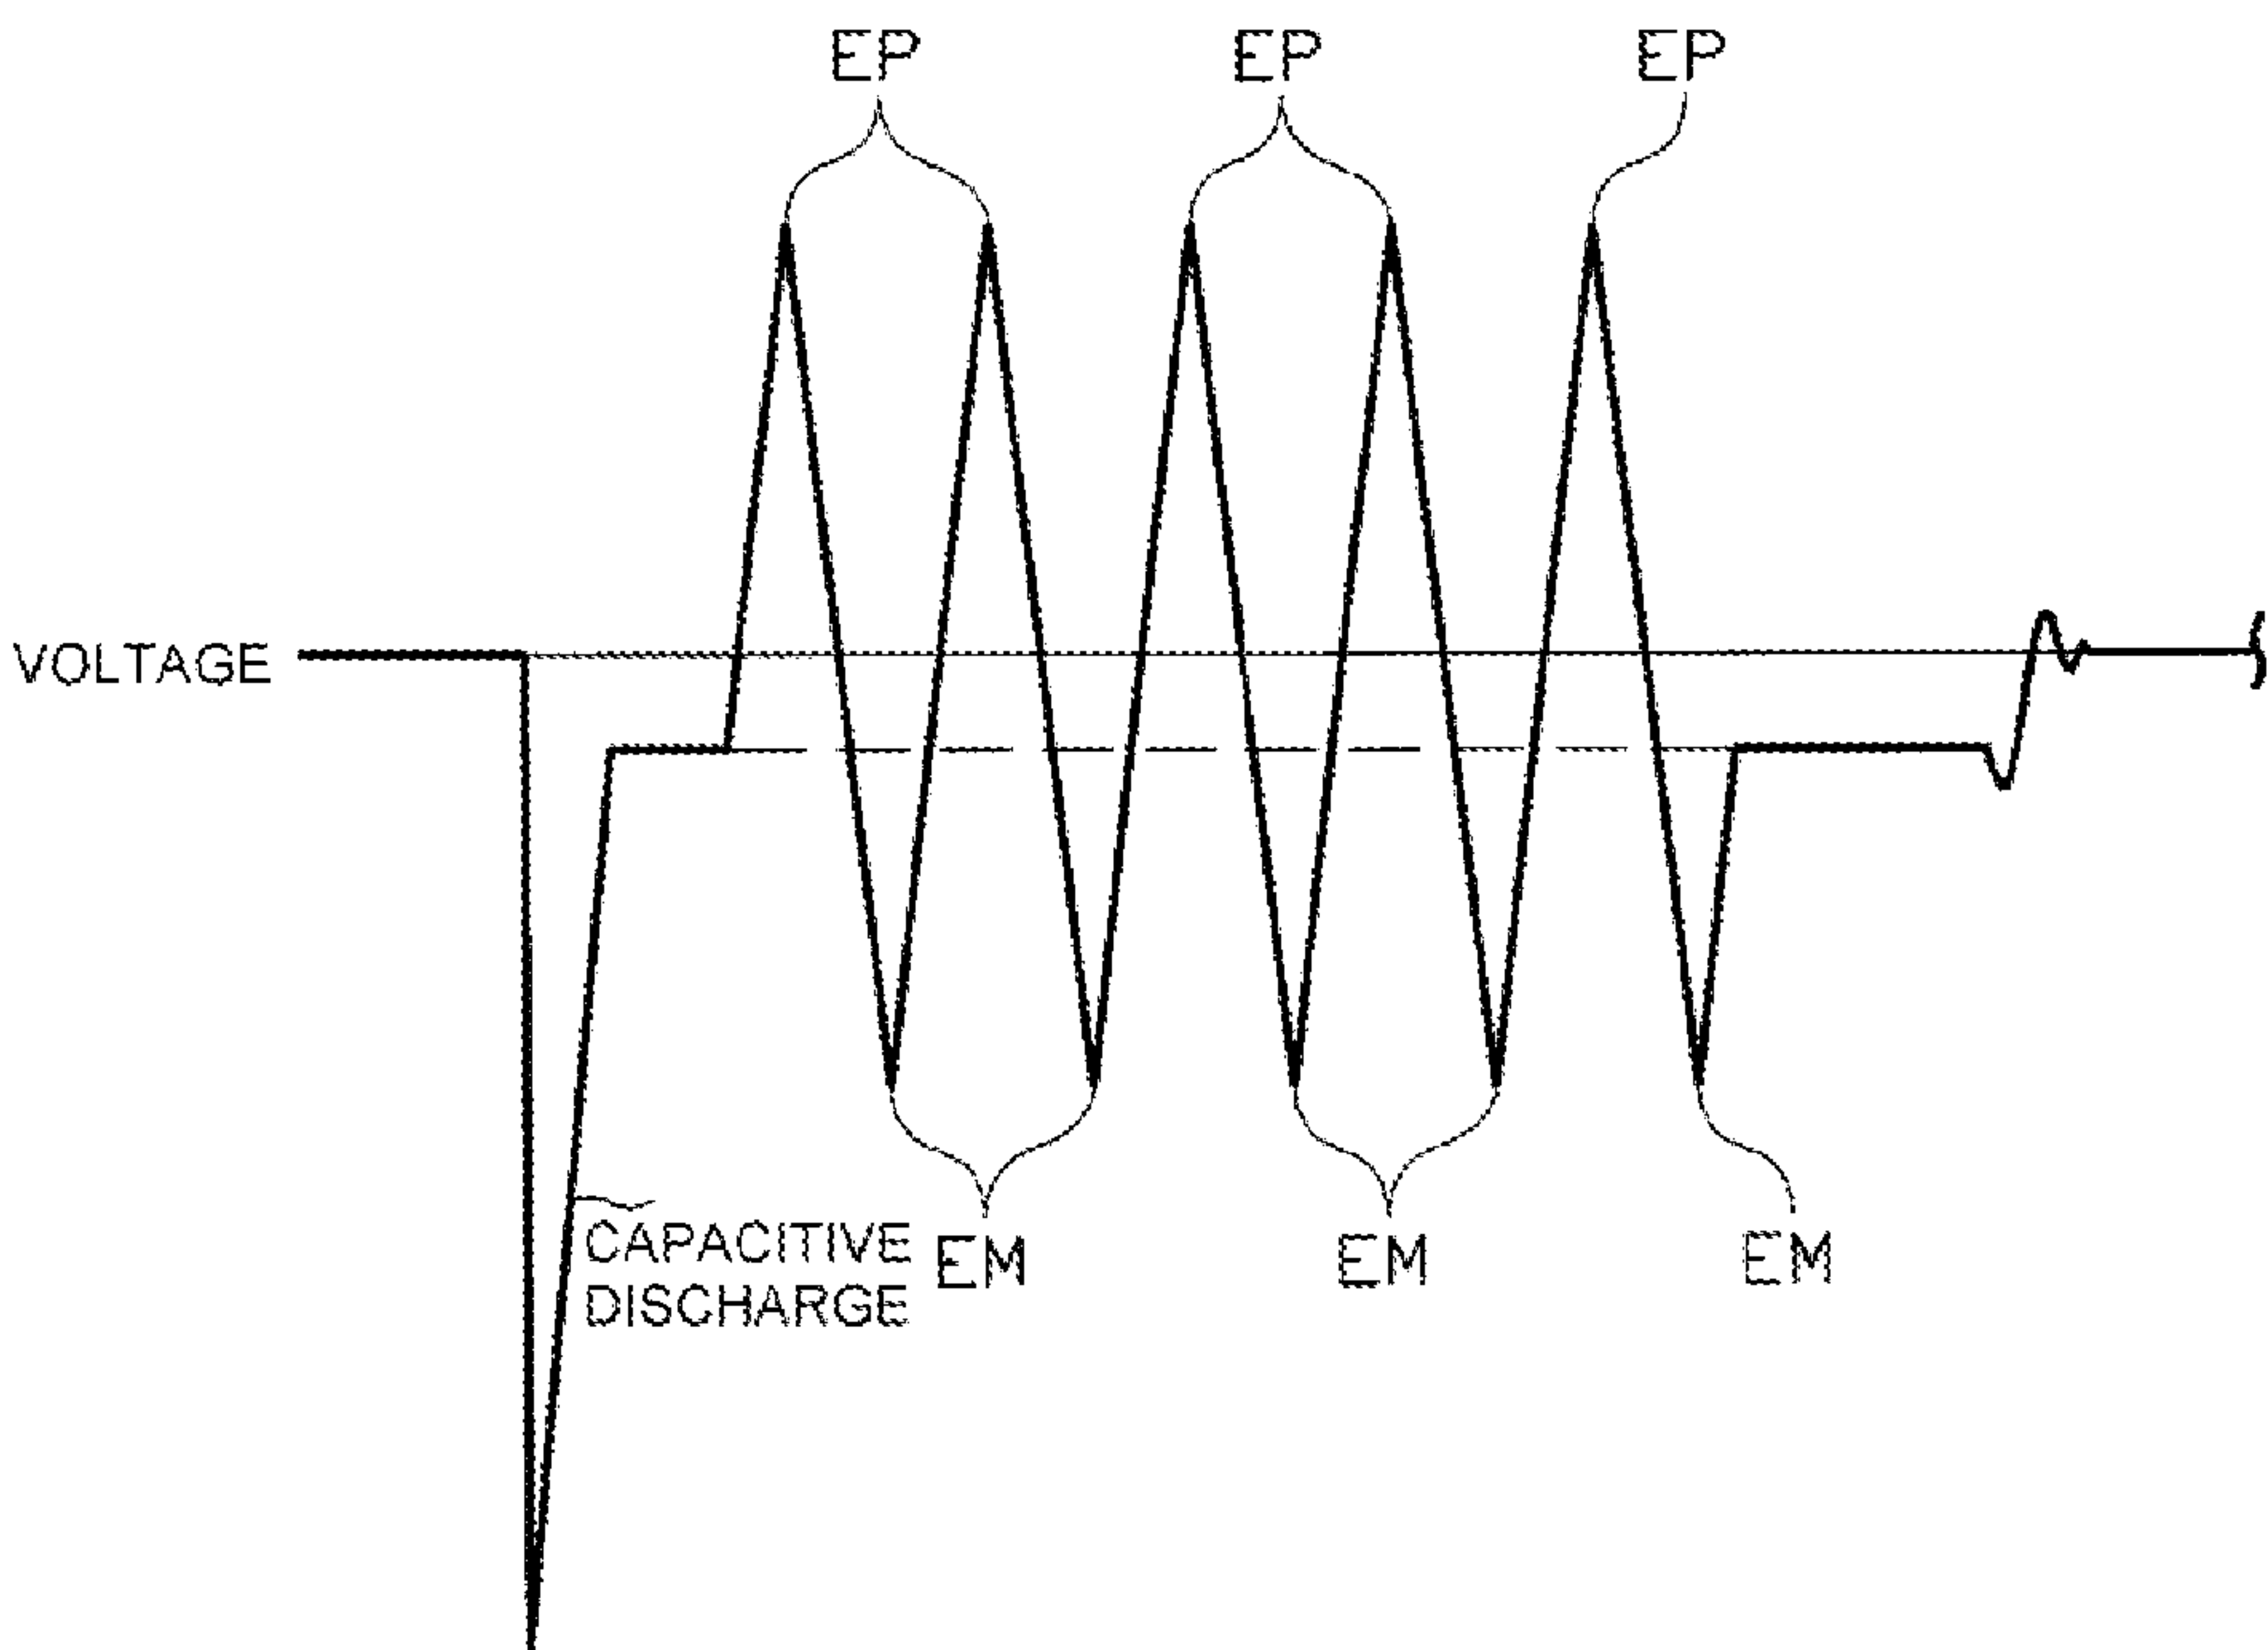 EP EP EP
VOLTAGE
CAPACITIVE
DISCHARGE
EM EM EM